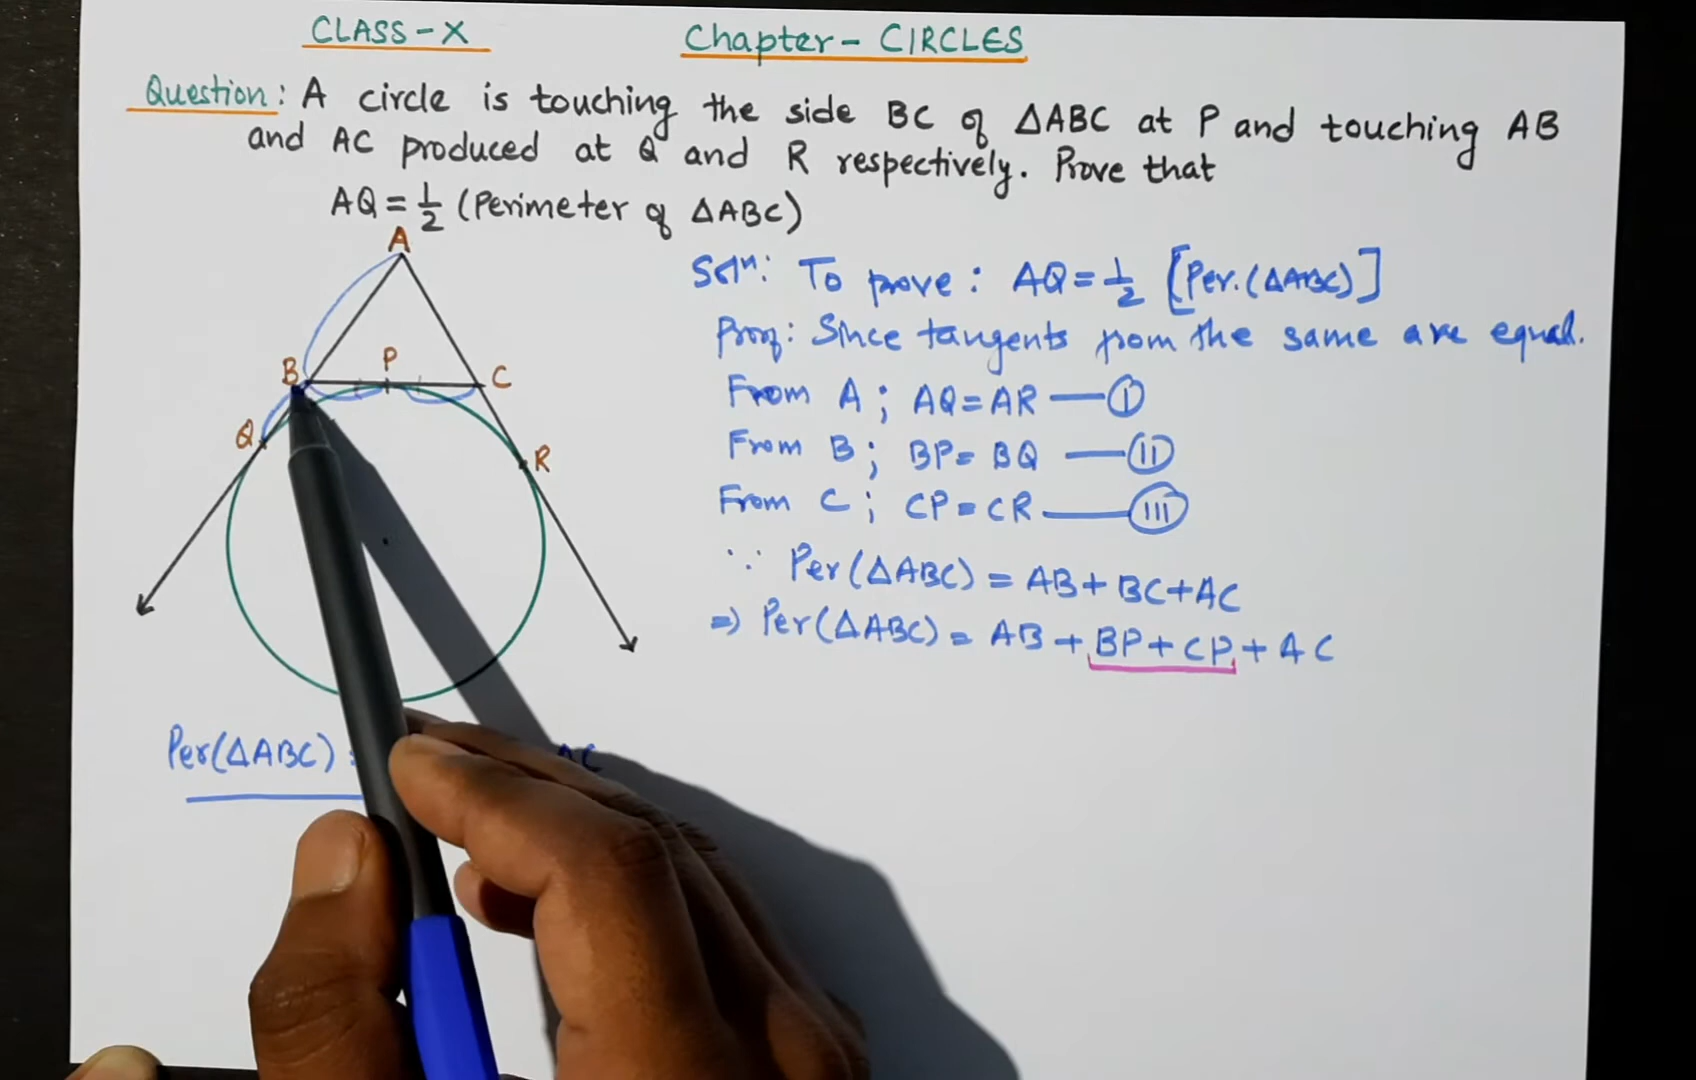 CLASS-X Chapter- CIRCLES
Question: A circle is touching the side BC of ΔABC at P and touching AB
and AC produced at Q and R respectively. Prove that
AQ = 1/2 (Perimeter of ΔABC)
A
B
P
C
Q
R
Per(ΔABC) AC
Solⁿ: To prove: AQ = 1/2 [Per.(ΔABC)]
Proof: Since tangents from the same are equal.
From A; AQ = AR — I
From B; BP = BQ — II
From C; CP = CR — III
∵ Per(ΔABC) = AB + BC + AC
⇒ Per(ΔABC) = AB + BP + CP + AC